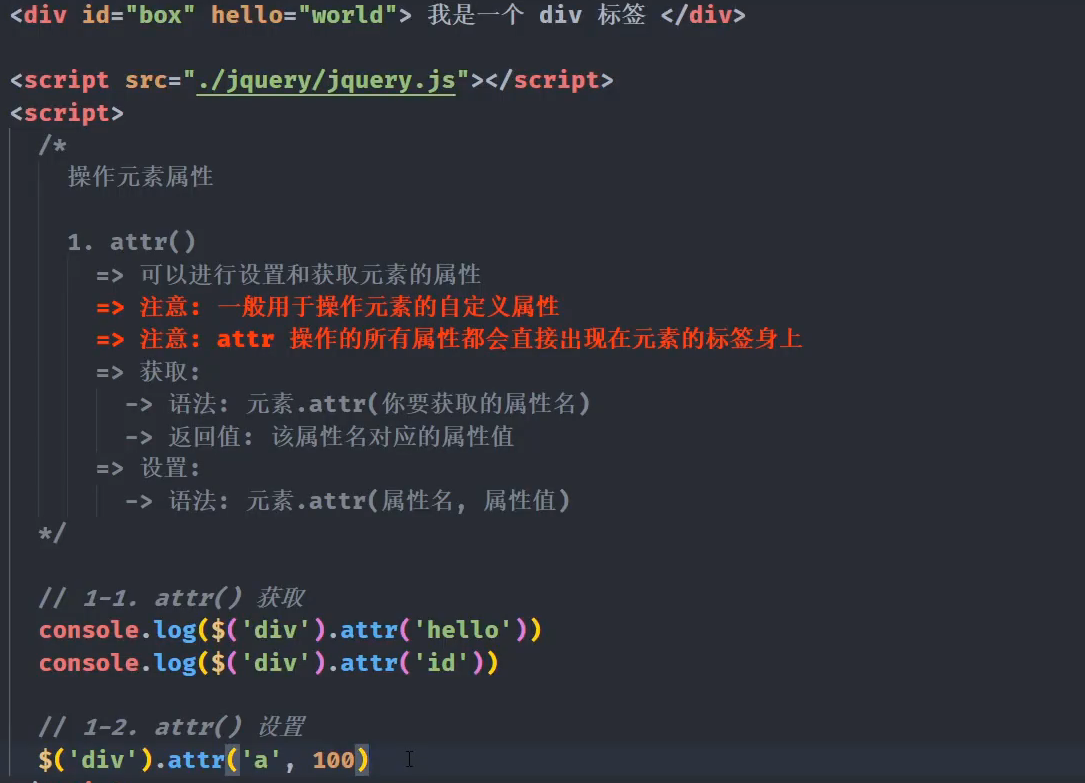 <div id="box" hello="world"> 我是一个 div 标签 </div>
<script src="./jquery/jquery.js"></script>
<script>
/*
操作元素属性
1. attr()
=> 可以进行设置和获取元素的属性
=> 注意: 一般用于操作元素的自定义属性
=> 注意: attr 操作的所有属性都会直接出现在元素的标签身上
=> 获取:
-> 语法: 元素.attr(你要获取的属性名)
-> 返回值: 该属性名对应的属性值
=> 设置:
-> 语法: 元素.attr(属性名, 属性值)
*/
// 1-1. attr() 获取
console.log($('div').attr('hello'))
console.log($('div').attr('id'))
// 1-2. attr() 设置
$('div').attr('a', 100)